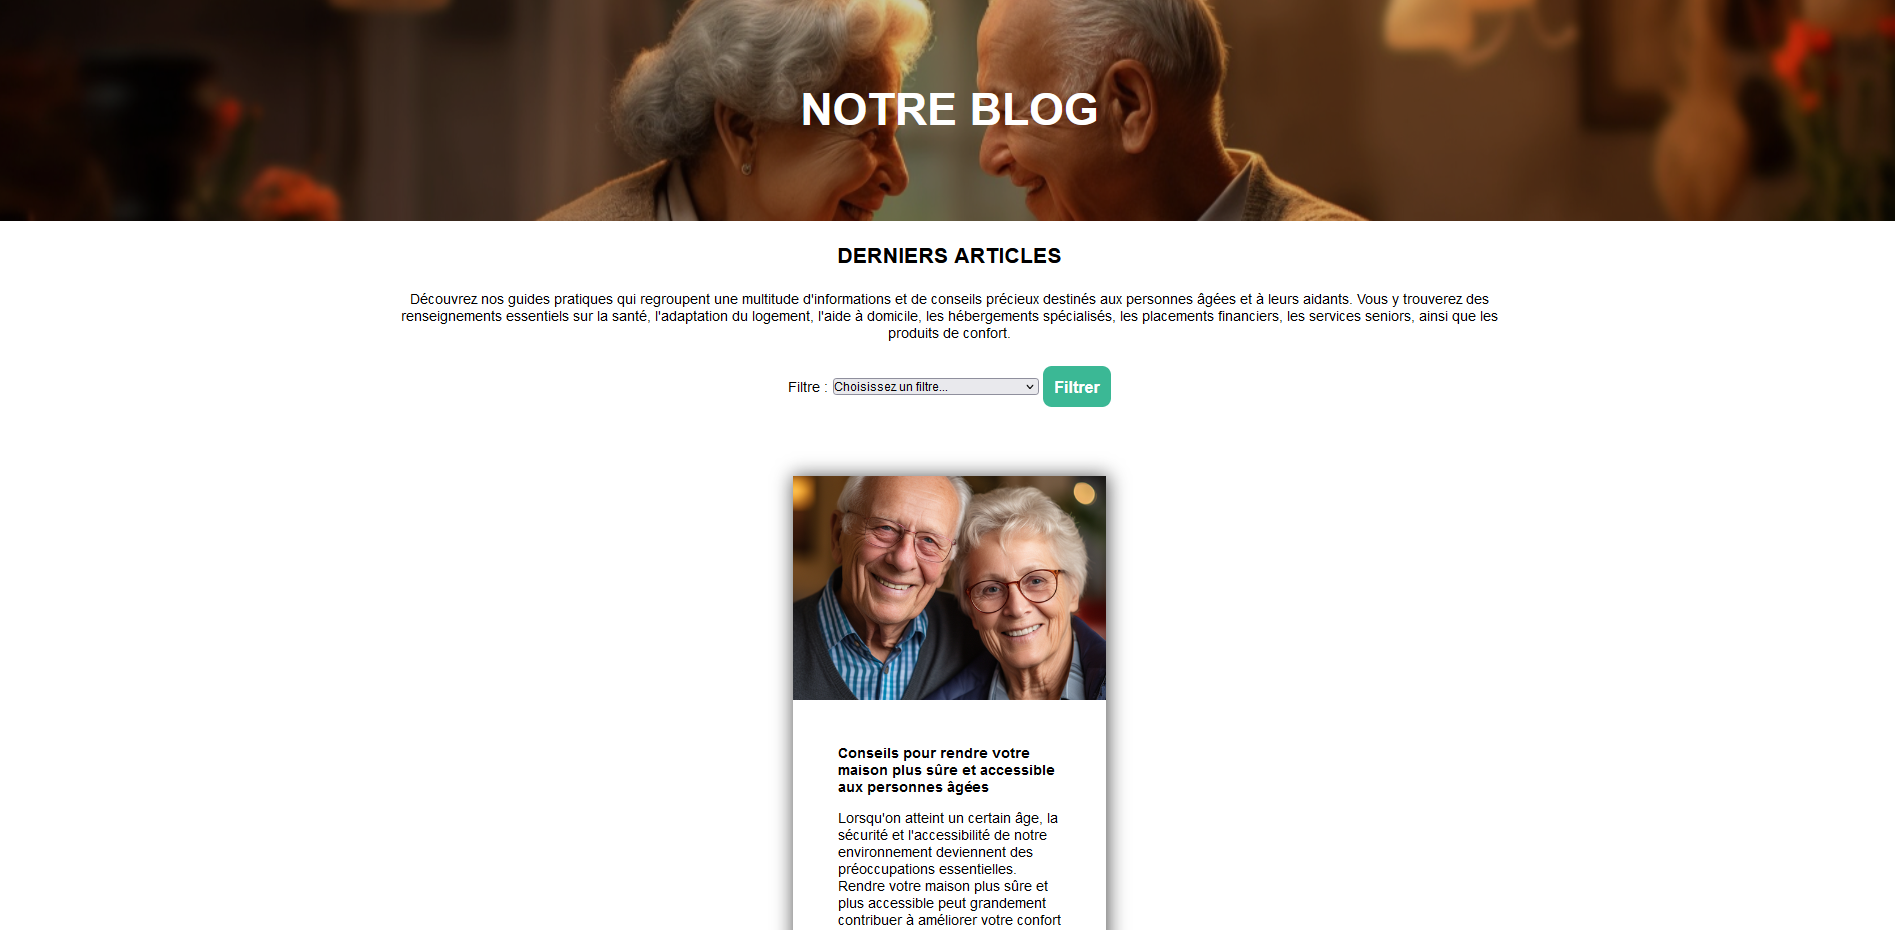 NOTRE BLOG
DERNIERS ARTICLES
Découvrez nos guides pratiques qui regroupent une multitude d'informations et de conseils précieux destinés aux personnes âgées et à leurs aidants. Vous y trouverez des
renseignements essentiels sur la santé, l'adaptation du logement, l'aide à domicile, les hébergements spécialisés, les placements financiers, les services seniors, ainsi que les
produits de confort.
Filtre : Choisissez un filtre... Filtrer
Conseils pour rendre votre
maison plus sûre et accessible
aux personnes âgées
Lorsqu'on atteint un certain âge, la
sécurité et l'accessibilité de notre
environnement deviennent des
préoccupations essentielles.
Rendre votre maison plus sûre et
plus accessible peut grandement
contribuer à améliorer votre confort